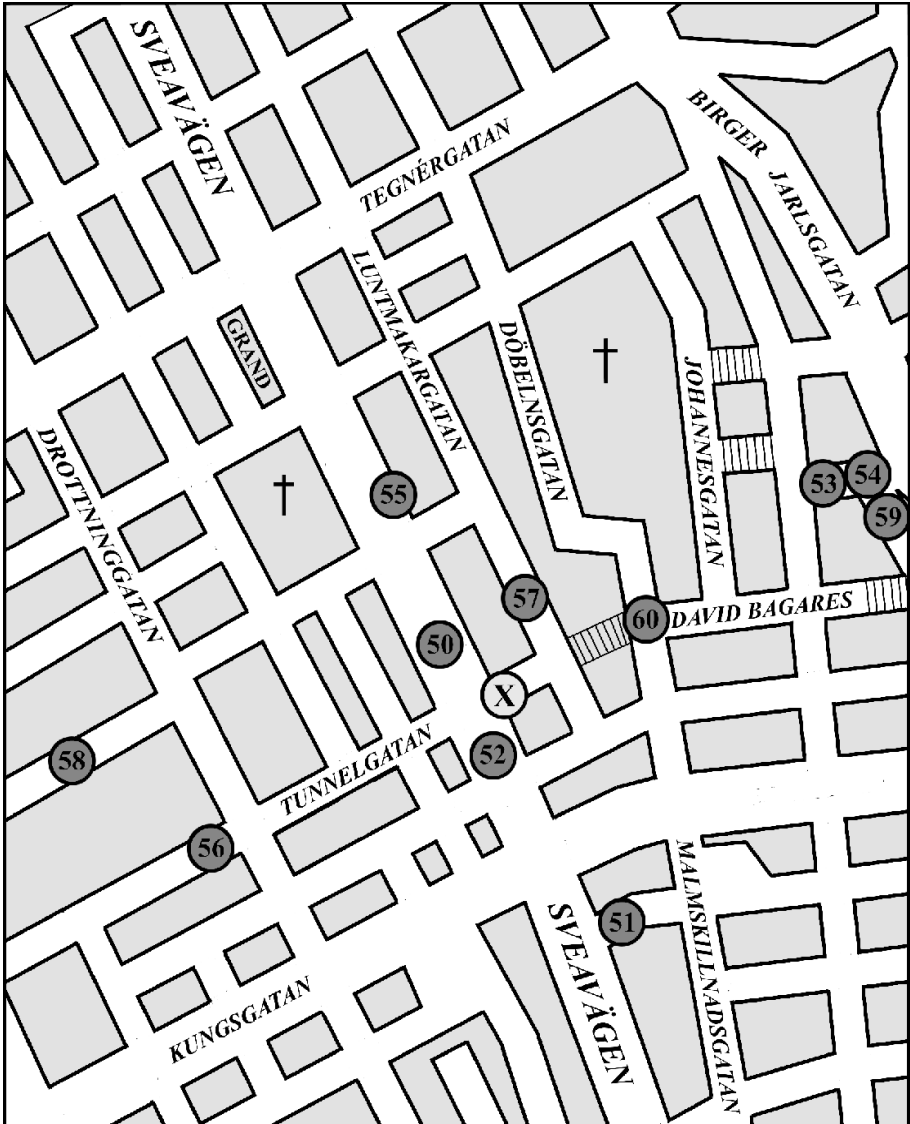 SVEAVÄGEN
BIRGER
JARLSGATAN
TEGNÉRGATAN
LUNTMAKARGATAN
GRAND
DÖBELNSGATAN
JOHANNESGATAN
DROTTNINGGATAN
55
53
54
59
57
60
DAVID BAGARES
50
X
52
58
TUNNELGATAN
56
MALMSKILLNADSGATAN
51
SVEAVÄGEN
KUNGSGATAN